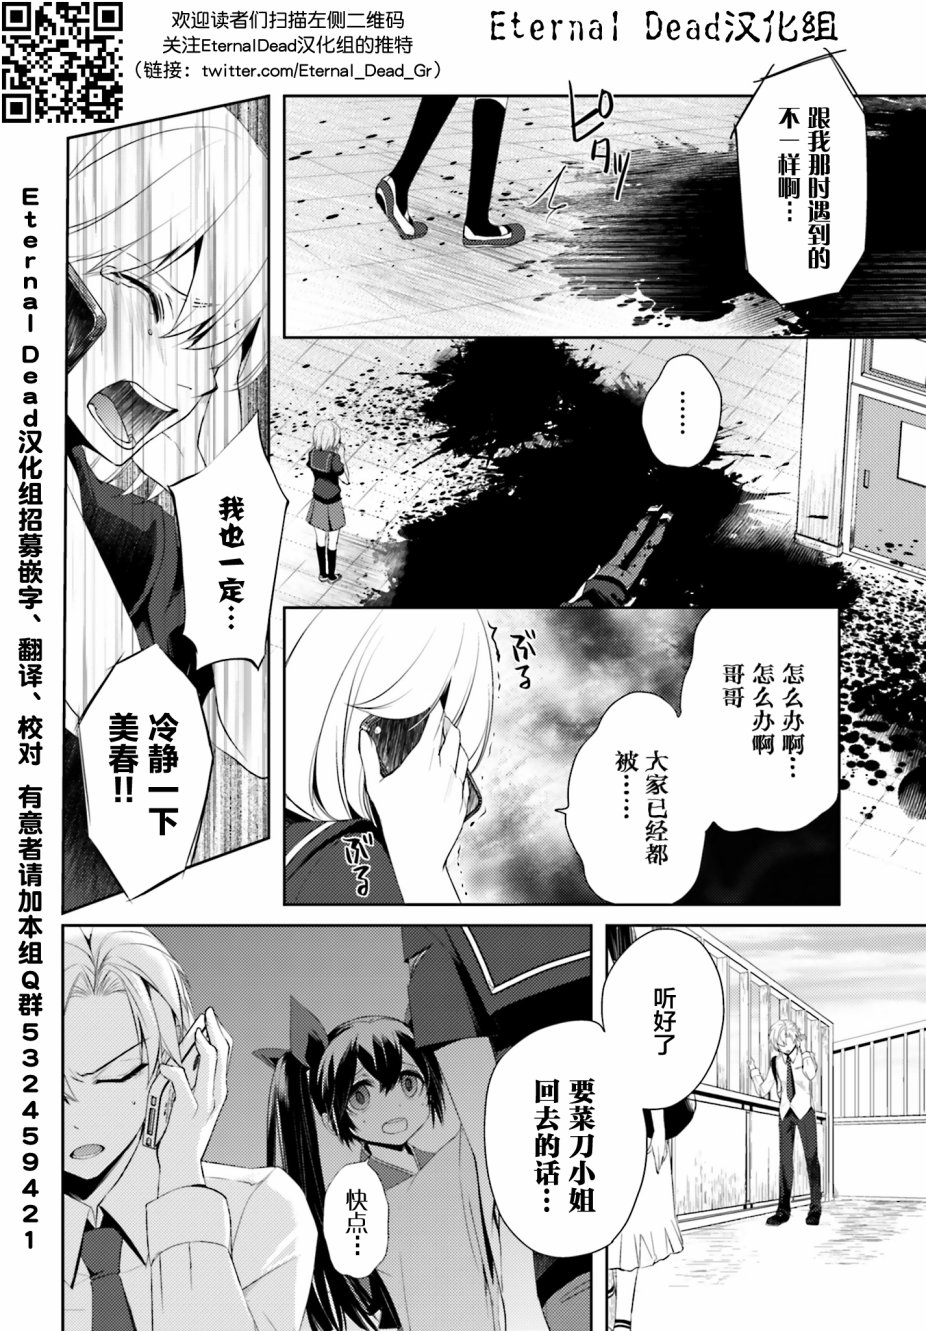 欢迎读者们扫描左侧二维码
关注EternalDead汉化组的推特
(链接：twitter.com/Eternal_Dead_Gr)
Eternal Dead汉化组
Eternal Dead汉化组招募嵌字、翻译、校对 有意者请加本组Q群532459421
跟我那时遇到的
不一样啊…
ピタッ
……
怎么办啊…
怎么办啊
哥哥
大家已经都
被……
ぶる
ぶる
我也一定…
冷静一下
美春!!
听好了
要菜刀小姐
回去的话…
快点…